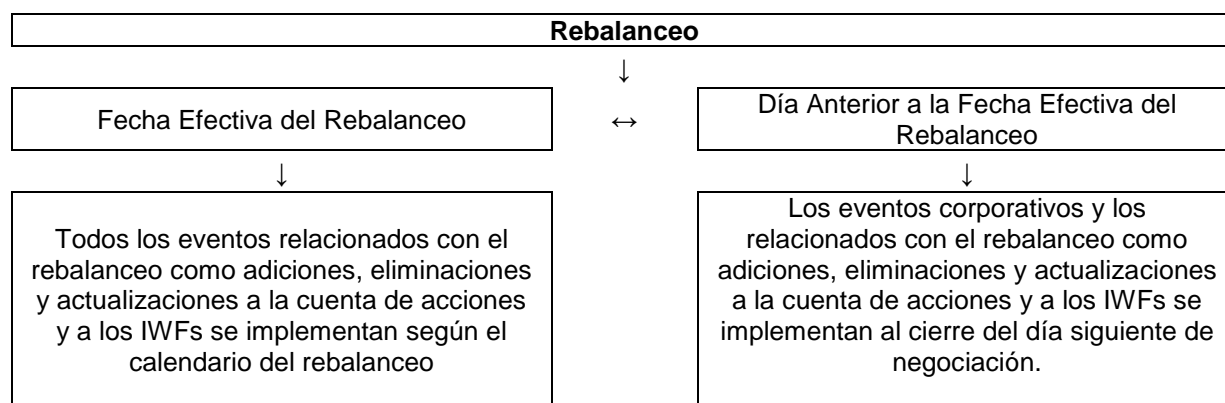 Rebalanceo
↓
Fecha Efectiva del Rebalanceo
↔
Día Anterior a la Fecha Efectiva del
Rebalanceo
↓
↓
Todos los eventos relacionados con el
rebalanceo como adiciones, eliminaciones
y actualizaciones a la cuenta de acciones
y a los IWFs se implementan según el
calendario del rebalanceo
Los eventos corporativos y los
relacionados con el rebalanceo como
adiciones, eliminaciones y actualizaciones
a la cuenta de acciones y a los IWFs se
implementan al cierre del día siguiente de
negociación.